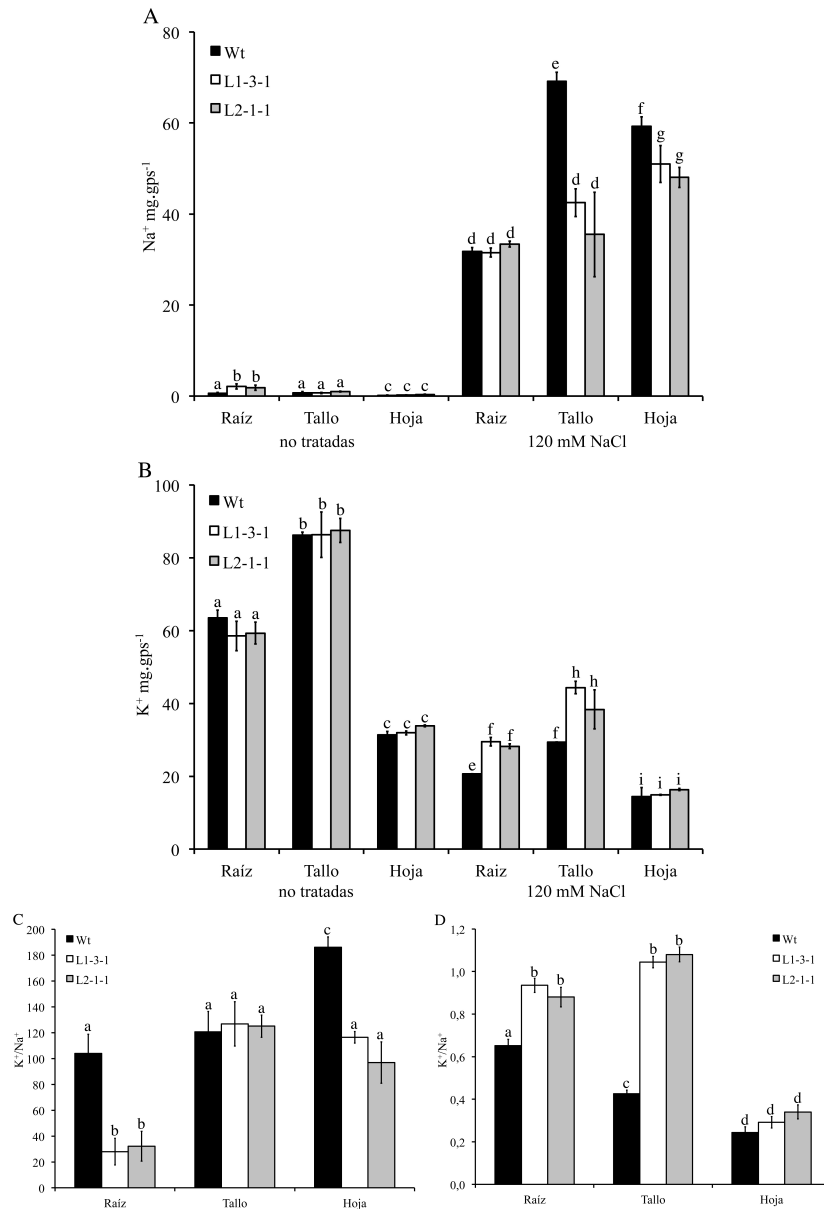 A
80
60
40
20
0
Na⁺ mg.gps⁻¹
Wt
L1-3-1
L2-1-1
a b b a a a c c c d d d e d d f g g
Raíz Tallo Hoja Raiz Tallo Hoja
no tratadas 120 mM NaCl
B
100
80
60
40
20
0
K⁺ mg.gps⁻¹
Wt
L1-3-1
L2-1-1
a a a b b b c c c e f f f h h i i i
Raíz Tallo Hoja Raiz Tallo Hoja
no tratadas 120 mM NaCl
C
200
180
160
140
120
100
80
60
40
20
0
K⁺/Na⁺
Wt
L1-3-1
L2-1-1
a b b a a a c a a
Raíz Tallo Hoja
D
1,2
1,0
0,6
0,4
0,2
0,0
K⁺/Na⁺
Wt
L1-3-1
L2-1-1
a b b c b b d d d
Raíz Tallo Hoja